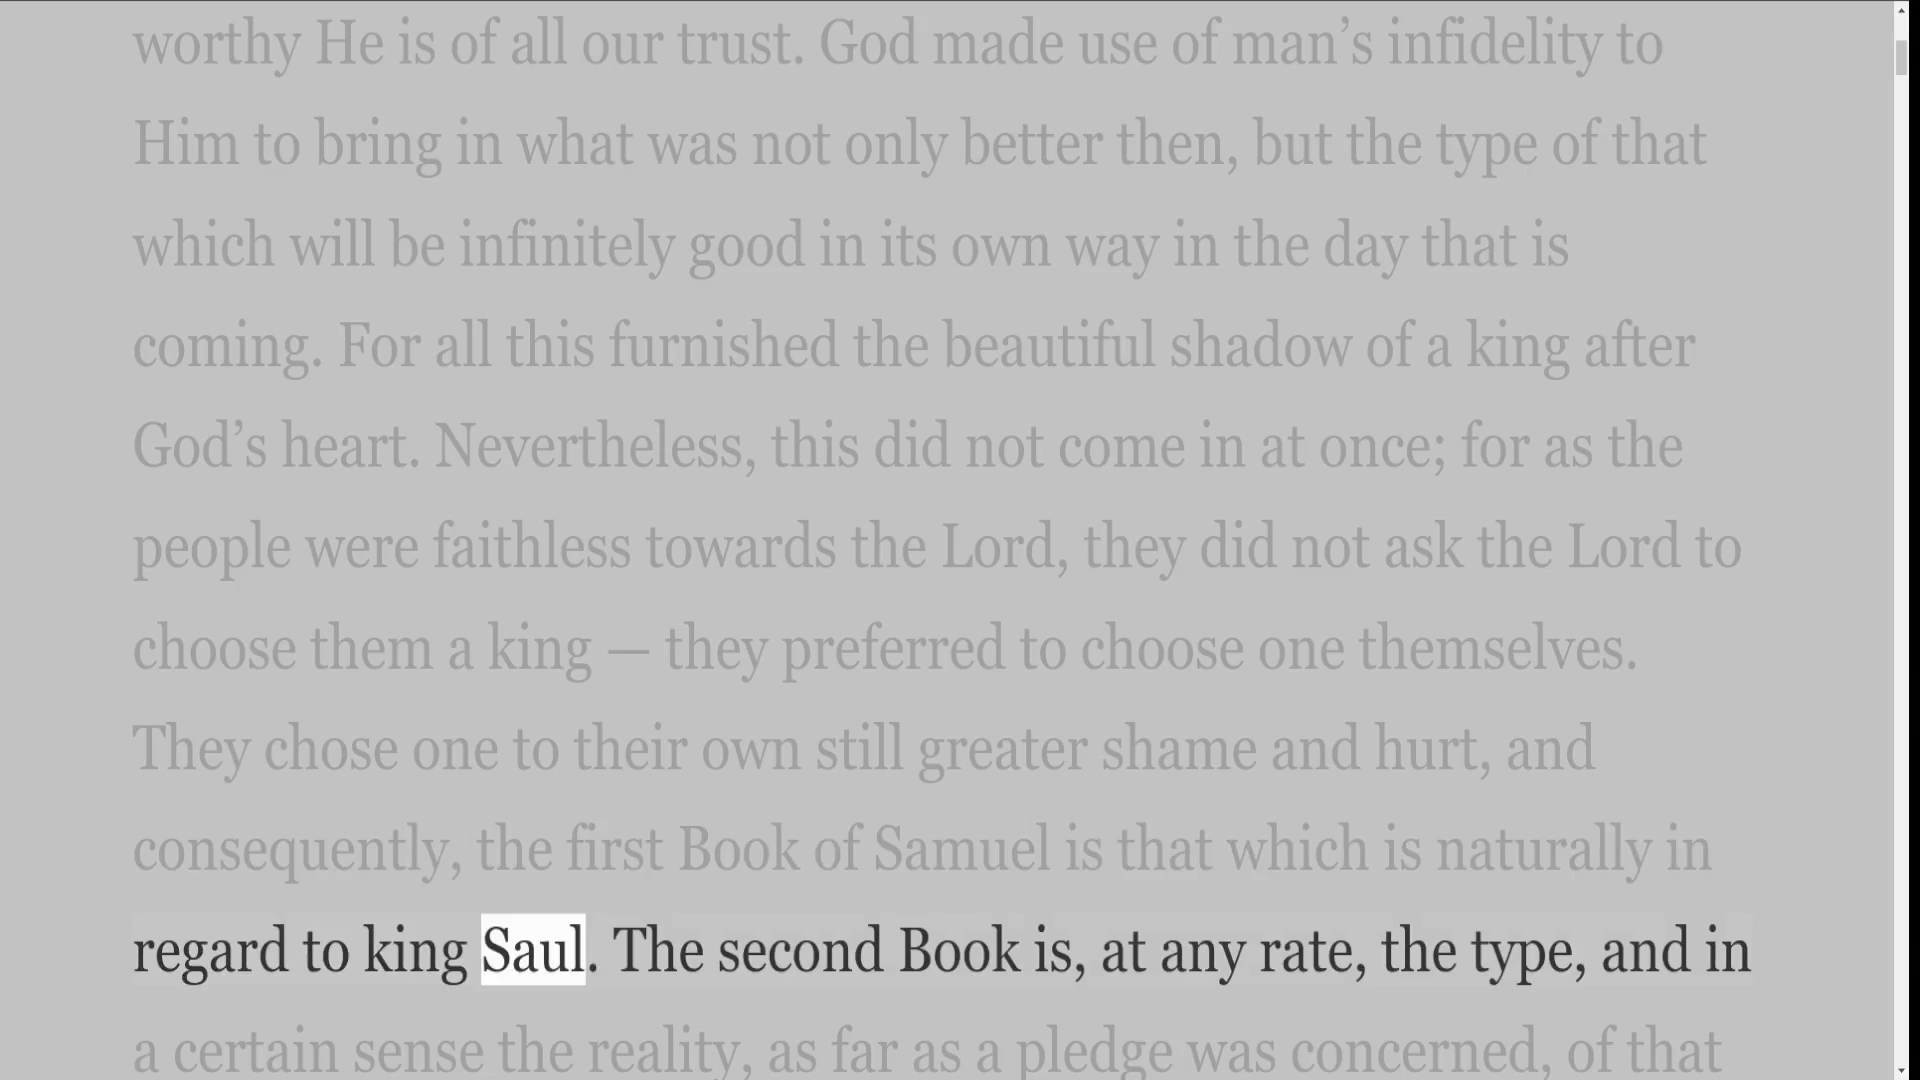 worthy He is of all our trust. God made use of man’s infidelity to
Him to bring in what was not only better then, but the type of that
which will be infinitely good in its own way in the day that is
coming. For all this furnished the beautiful shadow of a king after
God’s heart. Nevertheless, this did not come in at once; for as the
people were faithless towards the Lord, they did not ask the Lord to
choose them a king — they preferred to choose one themselves.
They chose one to their own still greater shame and hurt, and
consequently, the first Book of Samuel is that which is naturally in
regard to king Saul. The second Book is, at any rate, the type, and in
a certain sense the reality, as far as a pledge was concerned, of that